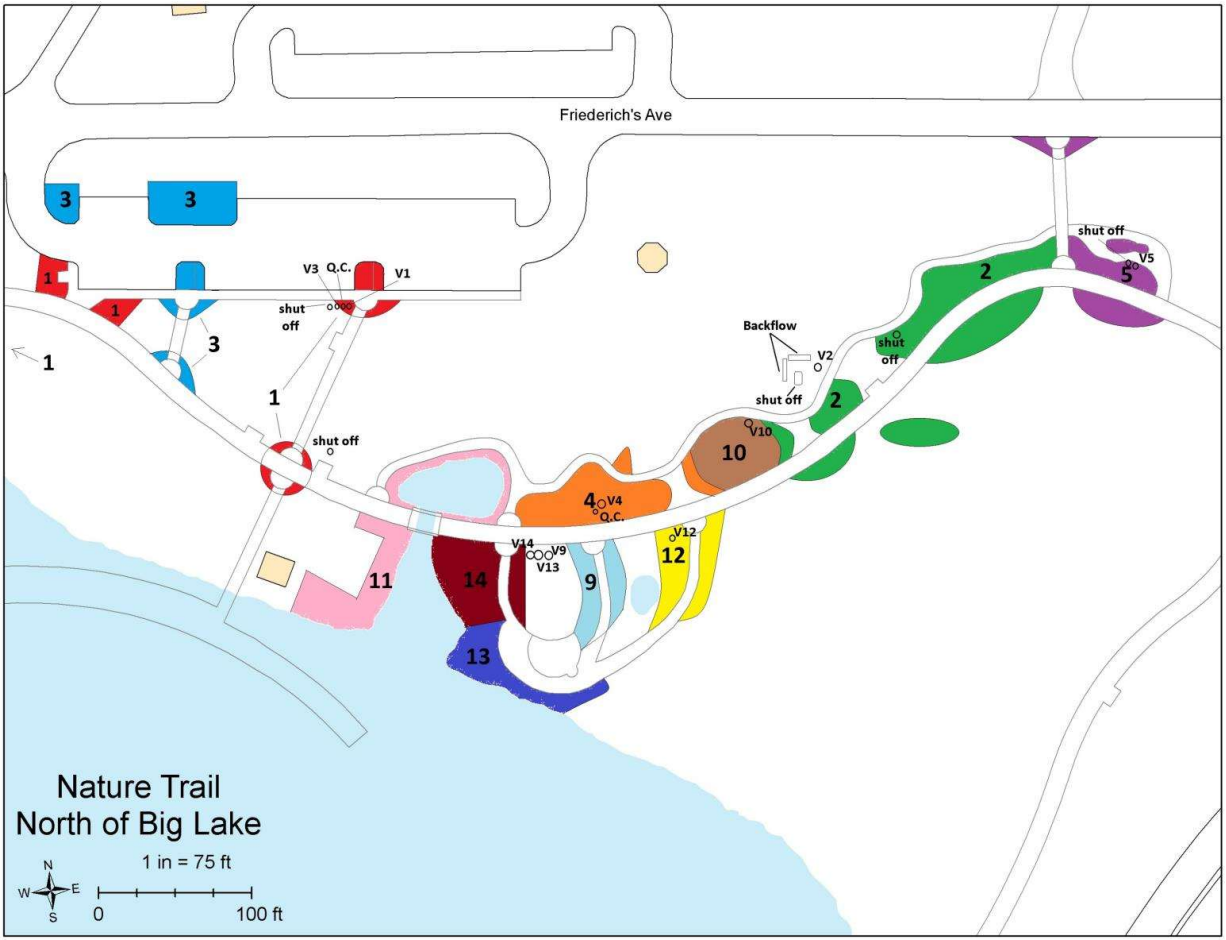 Friederich's Ave
3
3
shut off
V5
5
2
1
V3
Q.C.
V1
shut
off
1
3
1
1
Backflow
V2
shut
off
shut off
2
shut off
V10
10
4
V4
Q.C.
V12
12
V14
V9
V13
11
14
9
13
Nature Trail
North of Big Lake
1 in = 75 ft
N
W
E
S
0
100 ft